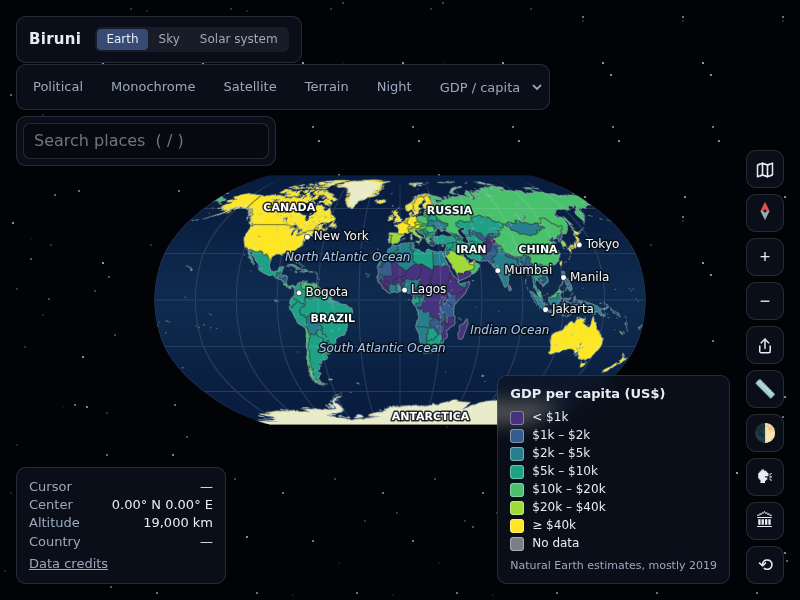 Biruni Earth Sky Solar system
Political Monochrome Satellite Terrain Night GDP / capita
Search places ( / )
CANADA
RUSSIA
New York
Tokyo
IRAN
CHINA
North Atlantic Ocean
Mumbai
Manila
Bogota
Lagos
Jakarta
BRAZIL
Indian Ocean
South Atlantic Ocean
ANTARCTICA
GDP per capita (US$)
< $1k
$1k – $2k
$2k – $5k
$5k – $10k
$10k – $20k
$20k – $40k
≥ $40k
No data
Natural Earth estimates, mostly 2019
Cursor —
Center 0.00° N 0.00° E
Altitude 19,000 km
Country —
Data credits